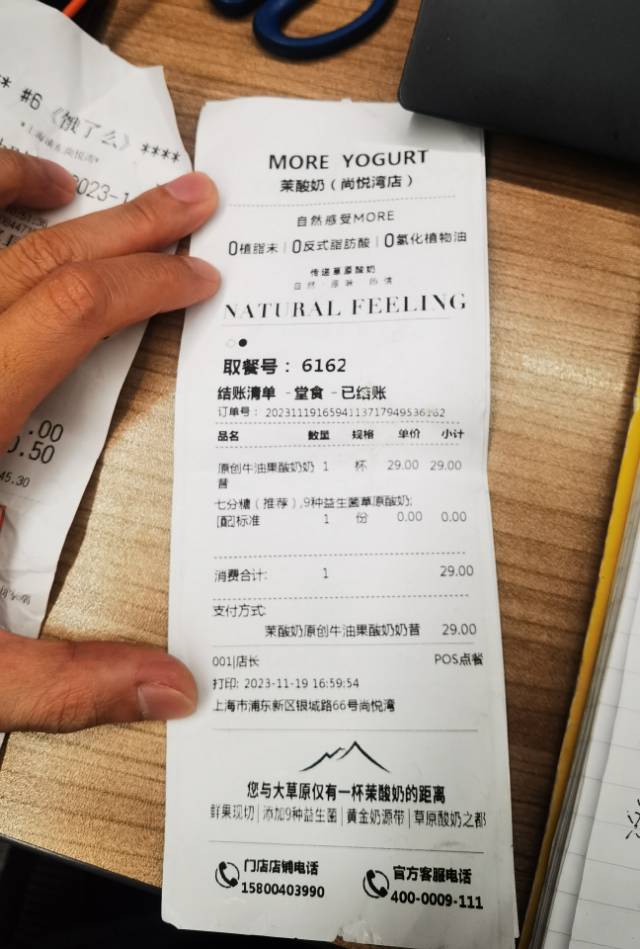 #6《饿了么》****
2023-1
.00
0.50
45.30
MORE YOGURT
茉酸奶（尚悦湾店）
自然感受MORE
0植脂末|0反式脂肪酸|0氢化植物油
传递草原酸奶
自然 原味 热情
NATURAL FEELING
取餐号： 6162
结账清单 -堂食 -已结账
订单号： 2023111916594113717949536162
品名 数量 规格 单价 小计
原创牛油果酸奶奶昔 1 杯 29.00 29.00
七分糖（推荐）,9种益生菌草原酸奶;
[配]标准 1 份 0.00 0.00
消费合计: 1 29.00
支付方式:
茉酸奶原创牛油果酸奶奶昔 29.00
001|店长 POS点餐
打印: 2023-11-19 16:59:54
上海市浦东新区银城路66号尚悦湾
您与大草原仅有一杯茉酸奶的距离
鲜果现切|添加9种益生菌|黄金奶源带|草原酸奶之都
门店店铺电话
15800403990
官方客服电话
400-0009-111